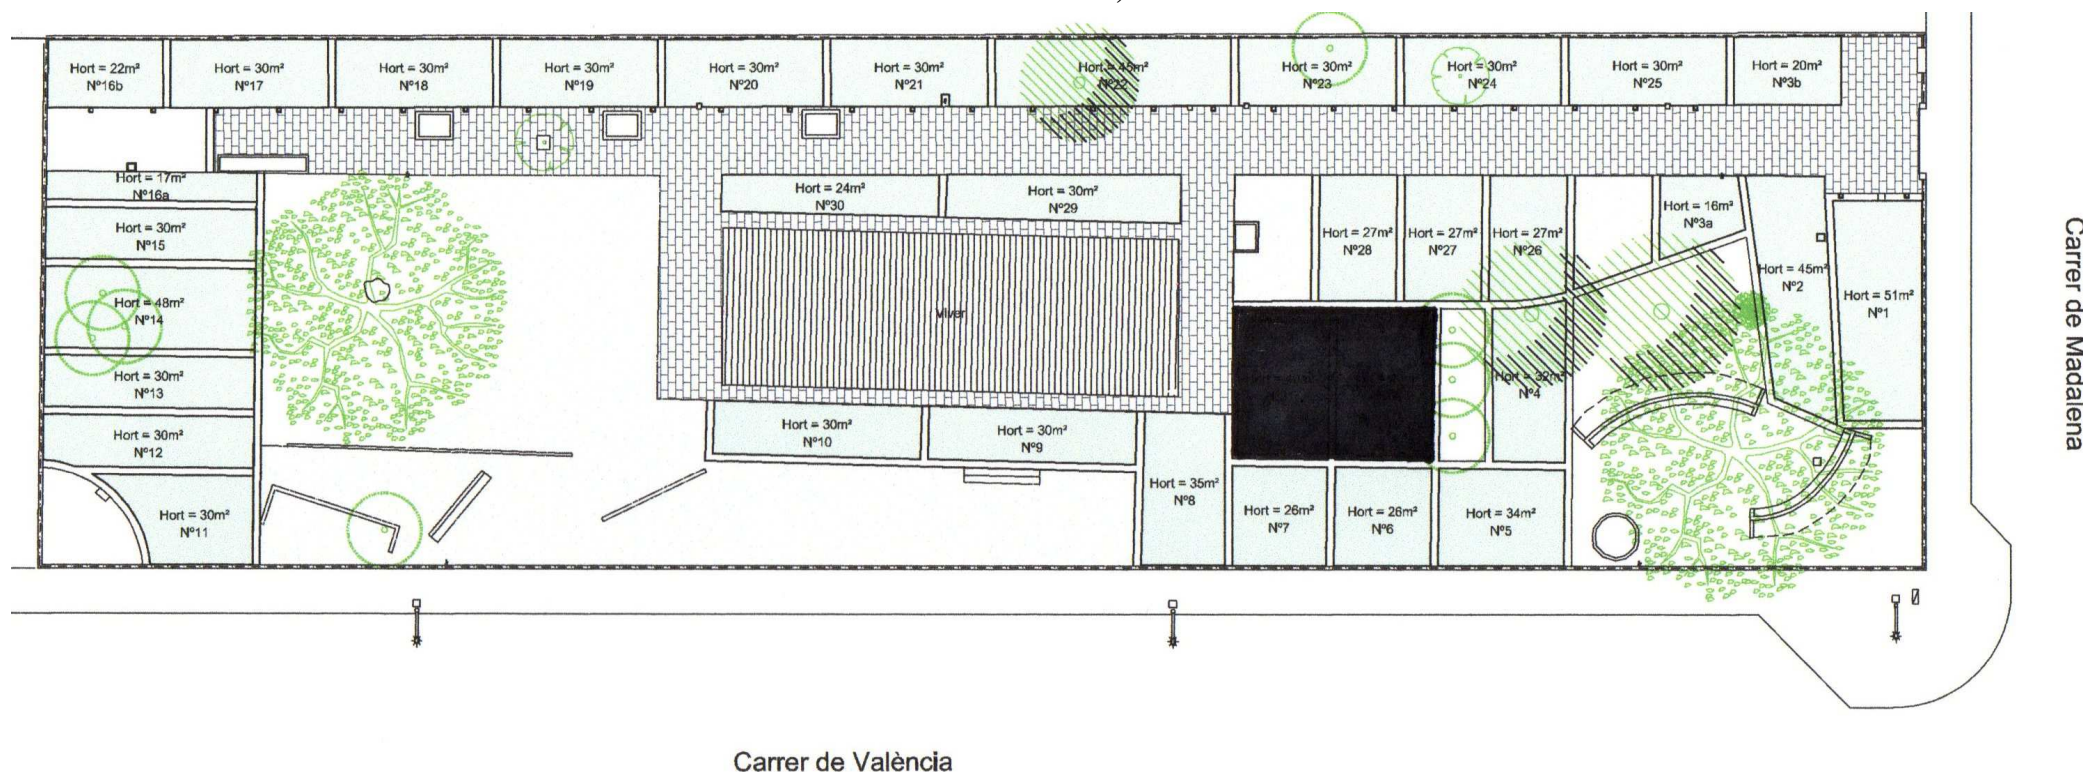 Hort = 22m²
Nº16b
Hort = 30m²
Nº17
Hort = 30m²
Nº18
Hort = 30m²
Nº19
Hort = 30m²
Nº20
Hort = 30m²
Nº21
Hort = 45m²
Nº22
Hort = 30m²
Nº23
Hort = 30m²
Nº24
Hort = 30m²
Nº25
Hort = 20m²
Nº3b
Hort = 17m²
Nº16a
Hort = 30m²
Nº15
Hort = 48m²
Nº14
Hort = 30m²
Nº13
Hort = 30m²
Nº12
Hort = 30m²
Nº11
Hort = 24m²
Nº30
Hort = 30m²
Nº29
Viver
Hort = 30m²
Nº10
Hort = 30m²
Nº9
Hort = 27m²
Nº28
Hort = 27m²
Nº27
Hort = 27m²
Nº26
Hort = 16m²
Nº3a
Hort = 45m²
Nº2
Hort = 51m²
Nº1
Hort = 32m²
Nº4
Hort = 35m²
Nº8
Hort = 26m²
Nº7
Hort = 26m²
Nº6
Hort = 34m²
Nº5
Carrer de Madalena
Carrer de València